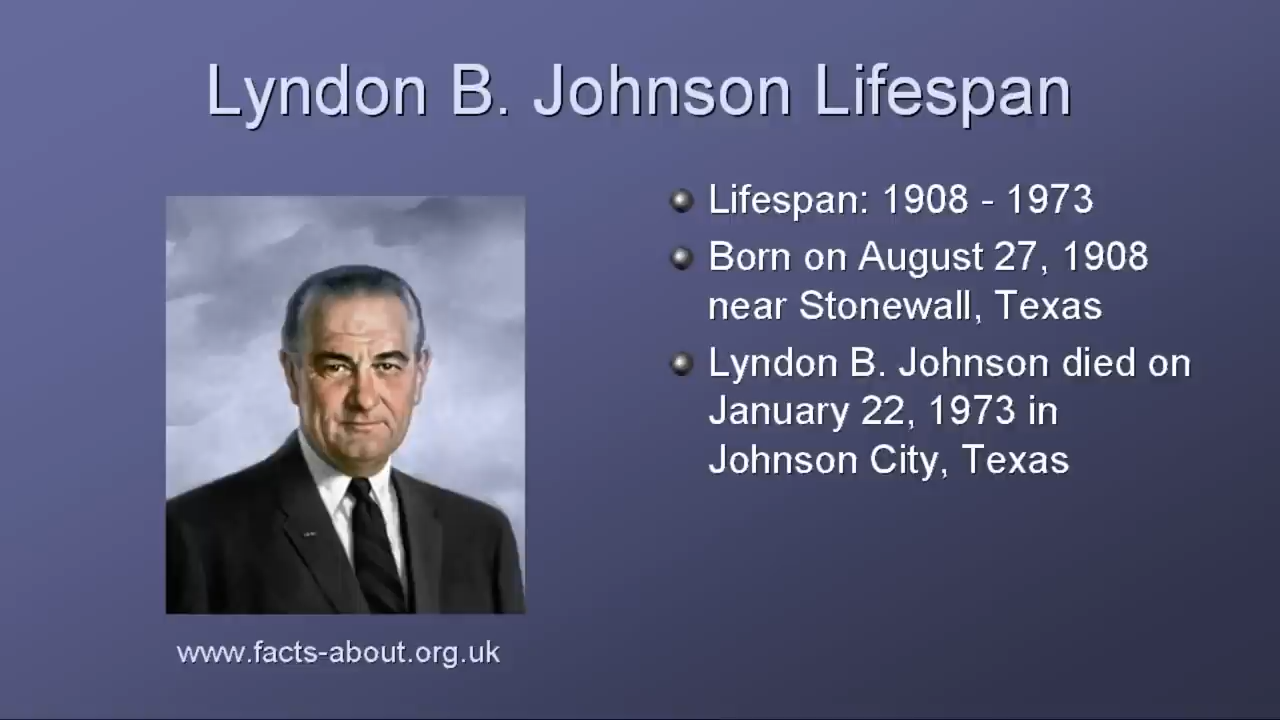 Lyndon B. Johnson Lifespan
Lifespan: 1908 - 1973
Born on August 27, 1908
near Stonewall, Texas
Lyndon B. Johnson died on
January 22, 1973 in
Johnson City, Texas
www.facts-about.org.uk